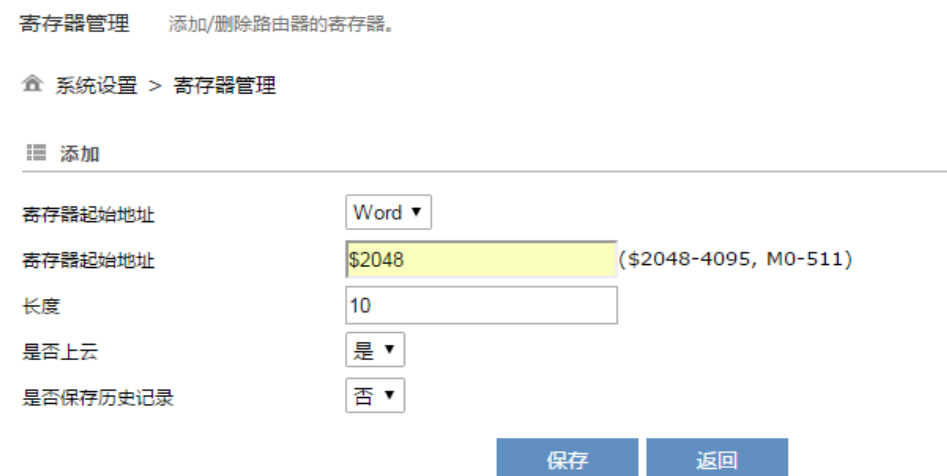 寄存器管理 添加/删除路由器的寄存器。
系统设置 > 寄存器管理
添加
寄存器起始地址 Word
寄存器起始地址 $2048 ($2048-4095, M0-511)
长度 10
是否上云 是
是否保存历史记录 否
保存 返回